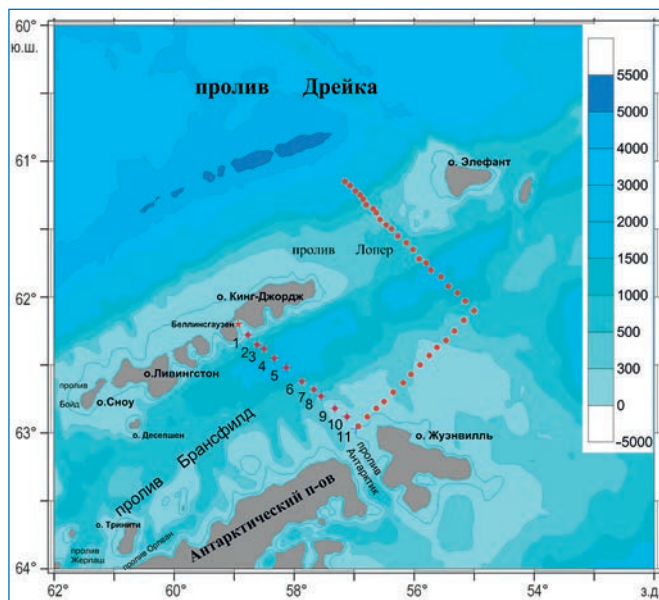 60°
ю.ш.
61°
62°
63°
64°
62
60
58
56
54
з.д.
пролив Дрейка
о. Элефант
пролив Лопер
о. Кинг-Джордж
Беллинсгаузен
о.Ливингстон
пролив
Бойд
о.Сноу
о. Десепшен
пролив Брансфилд
о. Жуэнвилль
пролив
Антарктик
о. Тринити
пролив Орлеан
Антарктический п-ов
пролив
Жерлаш
1
2
3
4
5
6
7
8
9
10
11
5500
5000
4000
3000
2000
1000
500
300
0
-5000